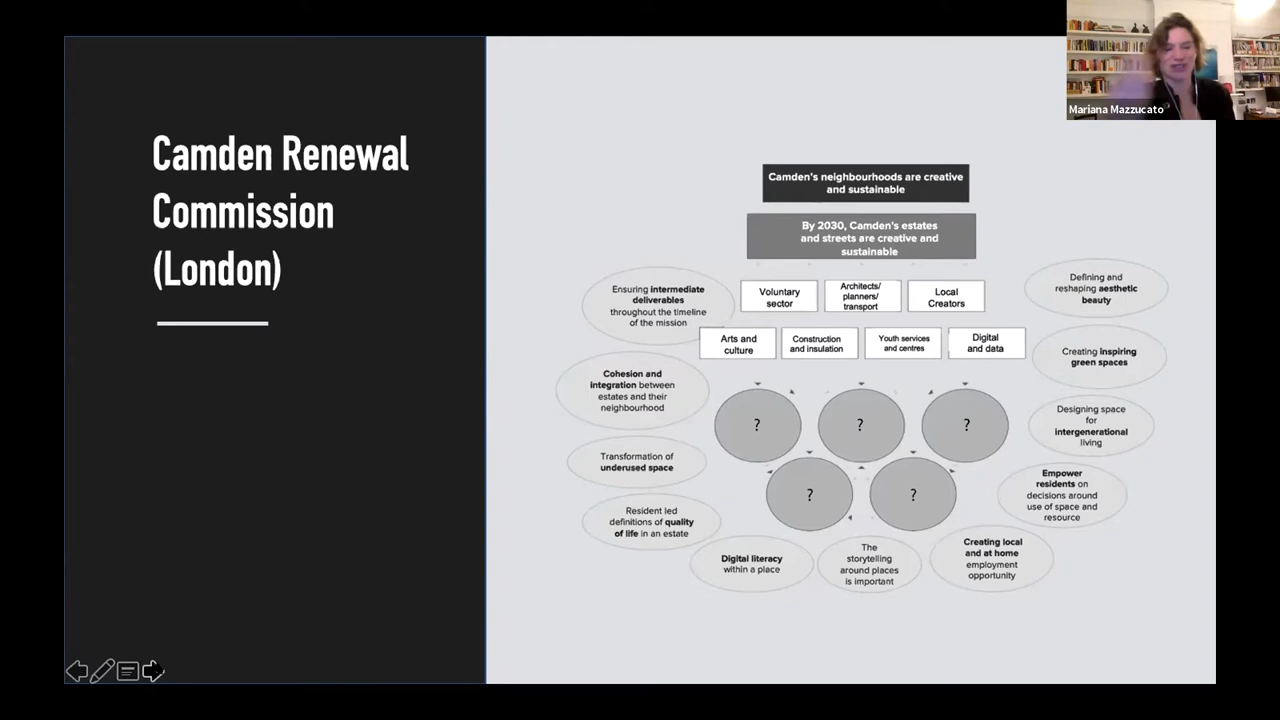 Mariana Mazzucato
Camden Renewal
Commission
(London)
Camden's neighbourhoods are creative
and sustainable
By 2030, Camden's estates
and streets are creative and
sustainable
Voluntary
sector
Architects/
planners/
transport
Local
Creators
Arts and
culture
Construction
and insulation
Youth services
and centres
Digital
and data
Ensuring intermediate
deliverables
throughout the timeline
of the mission
Cohesion and
integration between
estates and their
neighbourhood
Transformation of
underused space
Resident led
definitions of quality
of life in an estate
Digital literacy
within a place
The
storytelling
around places
is important
Creating local
and at home
employment
opportunity
Empower
residents on
decisions around
use of space and
resource
Designing space
for
intergenerational
living
Creating inspiring
green spaces
Defining and
reshaping aesthetic
beauty
?
?
?
?
?